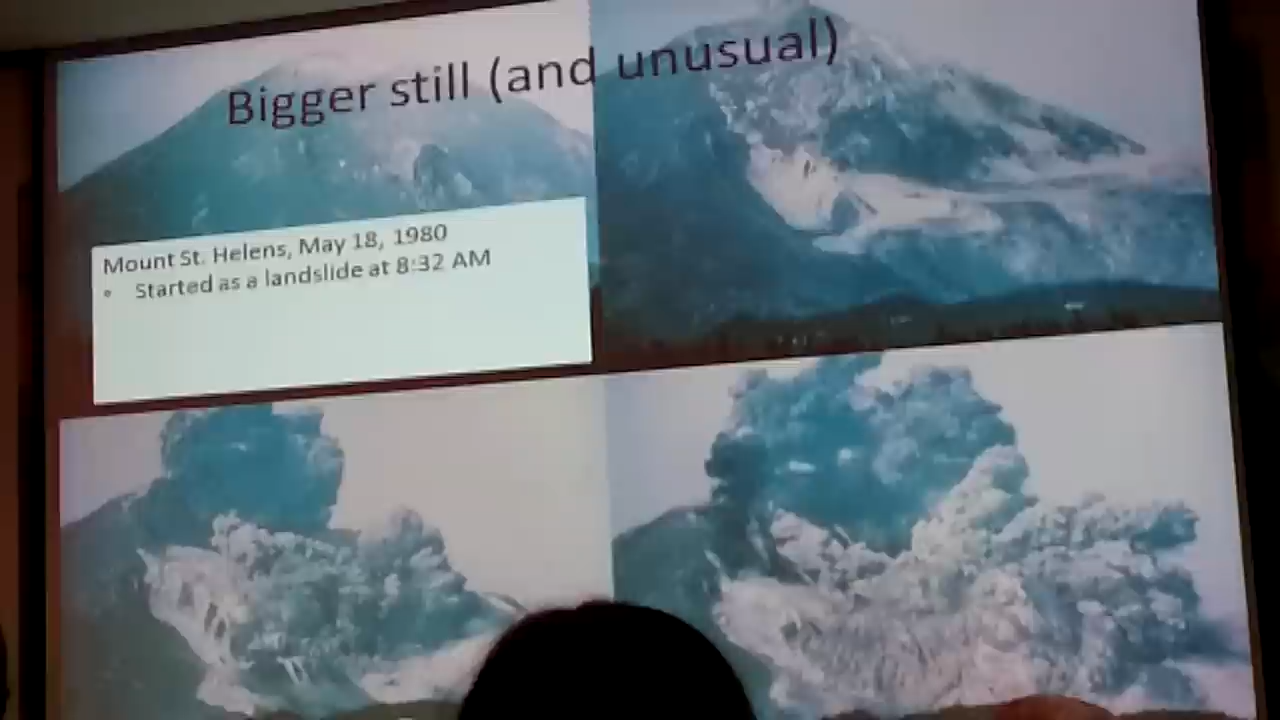 Bigger still (and unusual)
Mount St. Helens, May 18, 1980
• Started as a landslide at 8:32 AM